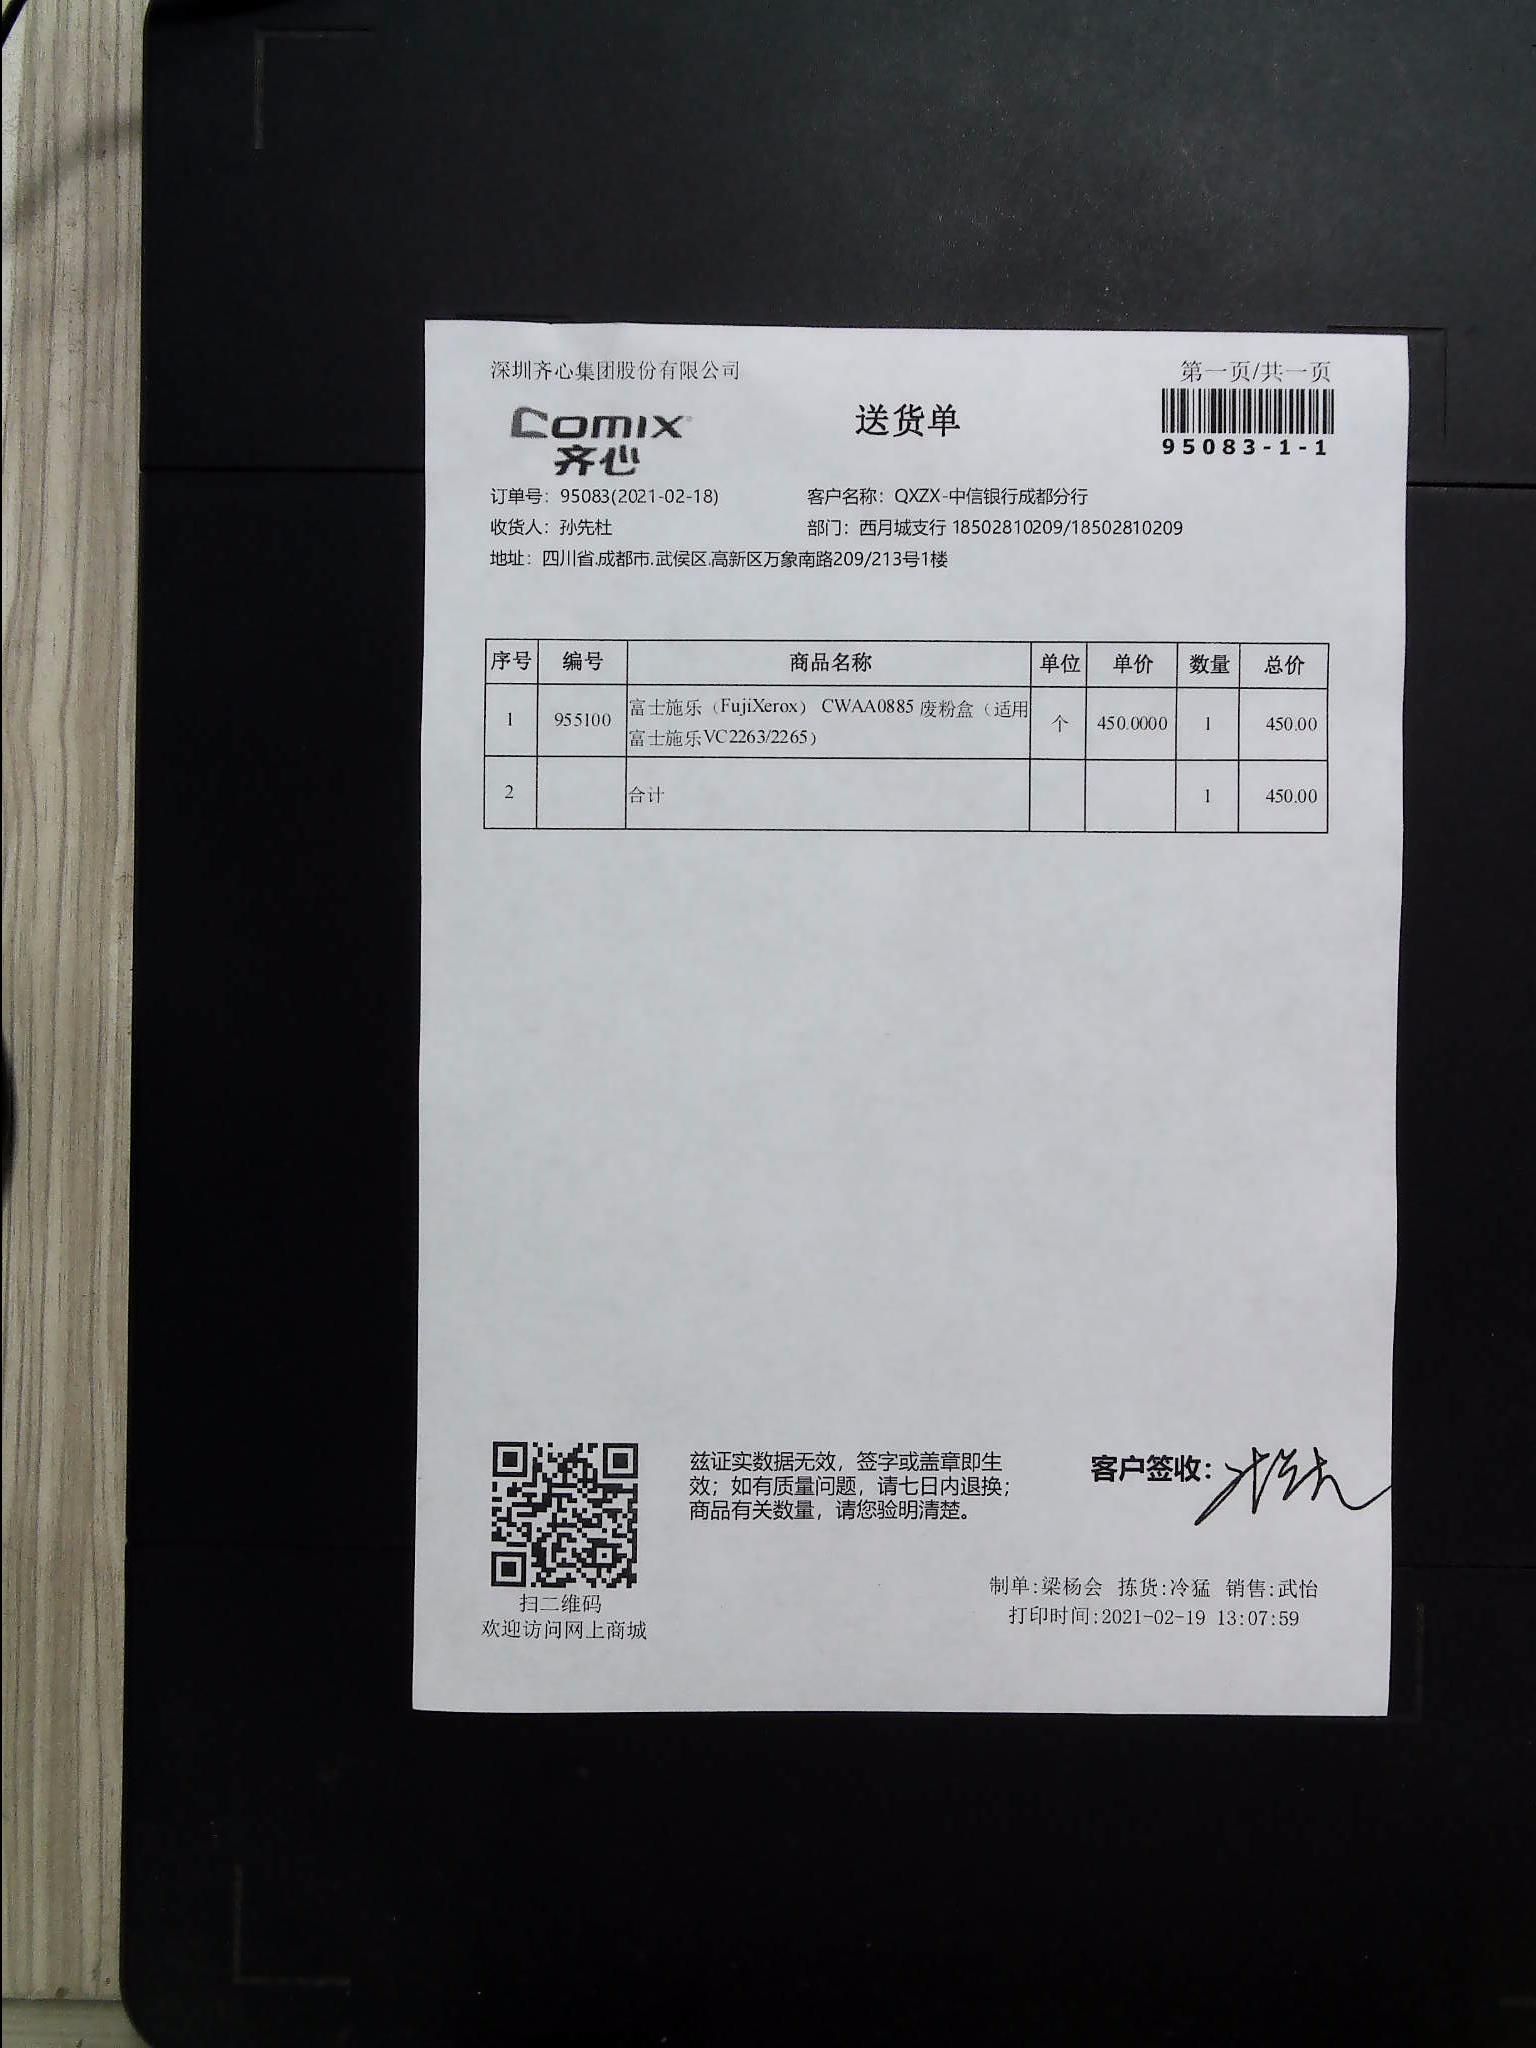 深圳齐心集团股份有限公司
第一页/共一页
COMIX
齐心
送货单
95083-1-1
订单号：95083(2021-02-18)
客户名称：QXZX-中信银行成都分行
收货人：孙先杜
部门：西月城支行 18502810209/18502810209
地址：四川省.成都市.武侯区.高新区万象南路209/213号1楼
序号 编号 商品名称 单位 单价 数量 总价
1 955100 富士施乐（FujiXerox） CWAA0885 废粉盒（适用 个 450.0000 1 450.00
富士施乐VC2263/2265）
2 合计 1 450.00
兹证实数据无效，签字或盖章即生
效；如有质量问题，请七日内退换；
商品有关数量，请您验明清楚。
客户签收：
扫二维码
欢迎访问网上商城
制单:梁杨会 拣货:冷猛 销售:武怡
打印时间:2021-02-19 13:07:59